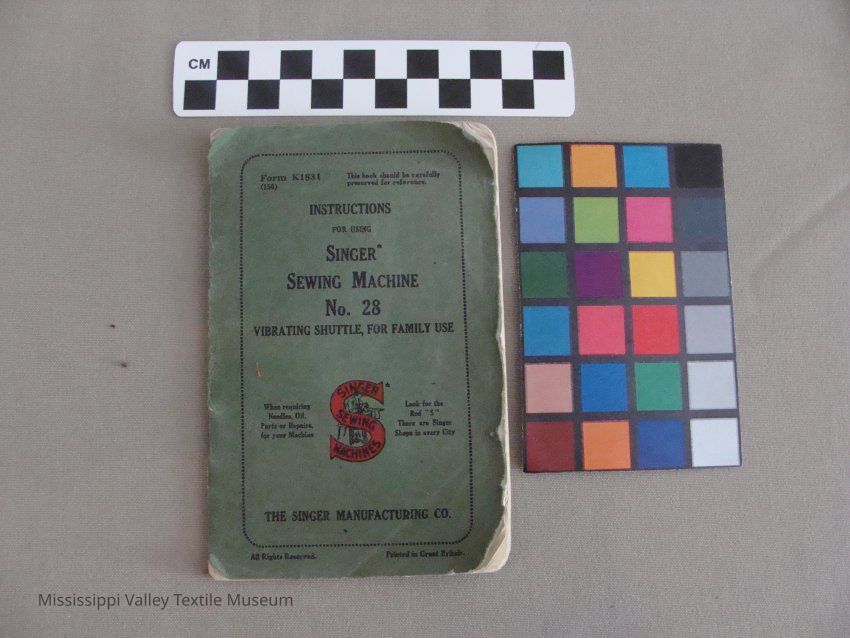 CM
Form K1831
(150)
This book should be carefully
preserved for reference.
INSTRUCTIONS
FOR USING
SINGER*
SEWING MACHINE
No. 28
VIBRATING SHUTTLE, FOR FAMILY USE
When requiring
Needles, Oil,
Parts or Repairs,
for your Machine
SINGER
SEWING
MACHINES
*
Look for the
Red "S"
There are Singer
Shops in every City
THE SINGER MANUFACTURING CO.
All Rights Reserved.
Printed in Great Britain.
Mississippi Valley Textile Museum